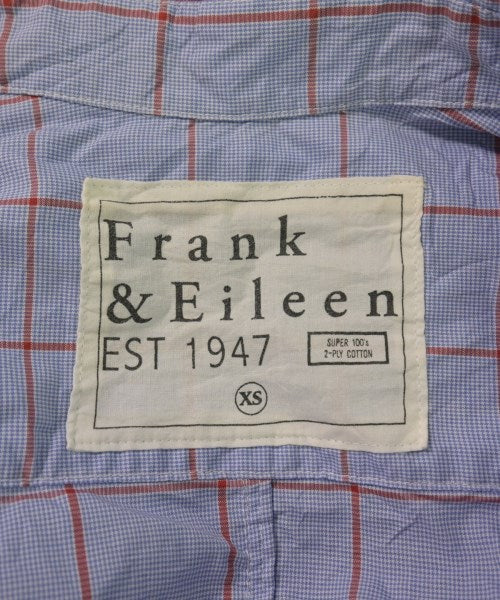 Frank
& Eileen
EST 1947
SUPER 100's
2-PLY COTTON
XS